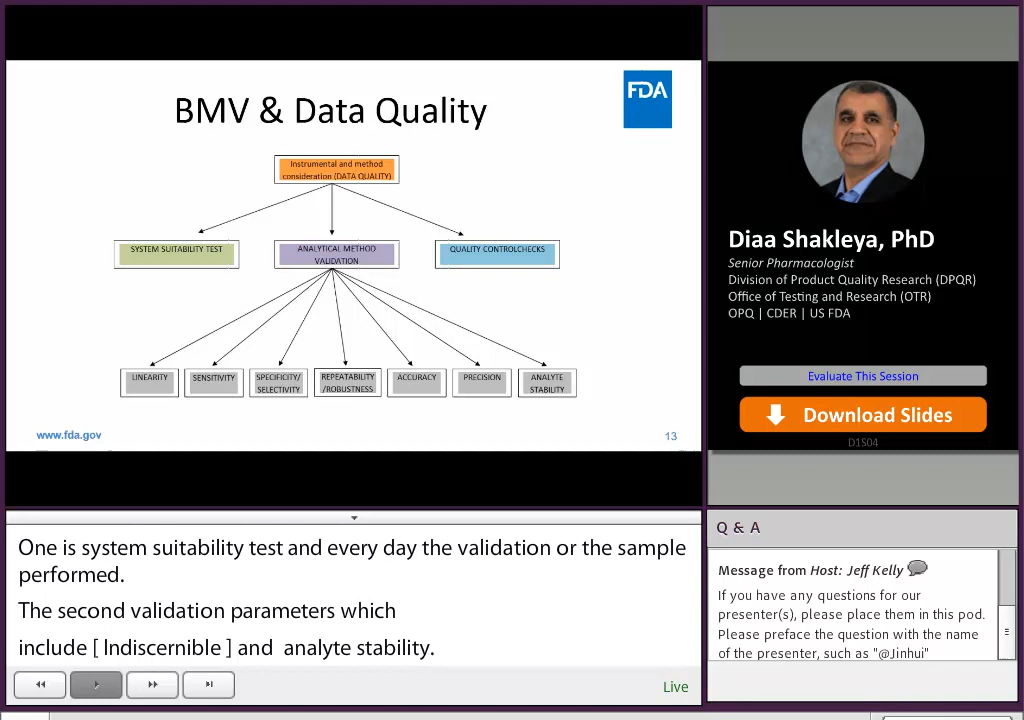 BMV & Data Quality
FDA
Instrumental and method
consideration (DATA QUALITY)
SYSTEM SUITABILITY TEST
ANALYTICAL METHOD
VALIDATION
QUALITY CONTROLCHECKS
LINEARITY
SENSITIVITY
SPECIFICITY/
SELECTIVITY
REPEATABILITY
/ROBUSTNESS
ACCURACY
PRECISION
ANALYTE
STABILITY
www.fda.gov
13
Diaa Shakleya, PhD
Senior Pharmacologist
Division of Product Quality Research (DPQR)
Office of Testing and Research (OTR)
OPQ | CDER | US FDA
Evaluate This Session
Download Slides
D1S04
One is system suitability test and every day the validation or the sample
performed.
The second validation parameters which
include [ Indiscernible ] and analyte stability.
Live
Q & A
Message from Host: Jeff Kelly
If you have any questions for our
presenter(s), please place them in this pod.
Please preface the question with the name
of the presenter, such as "@Jinhui"